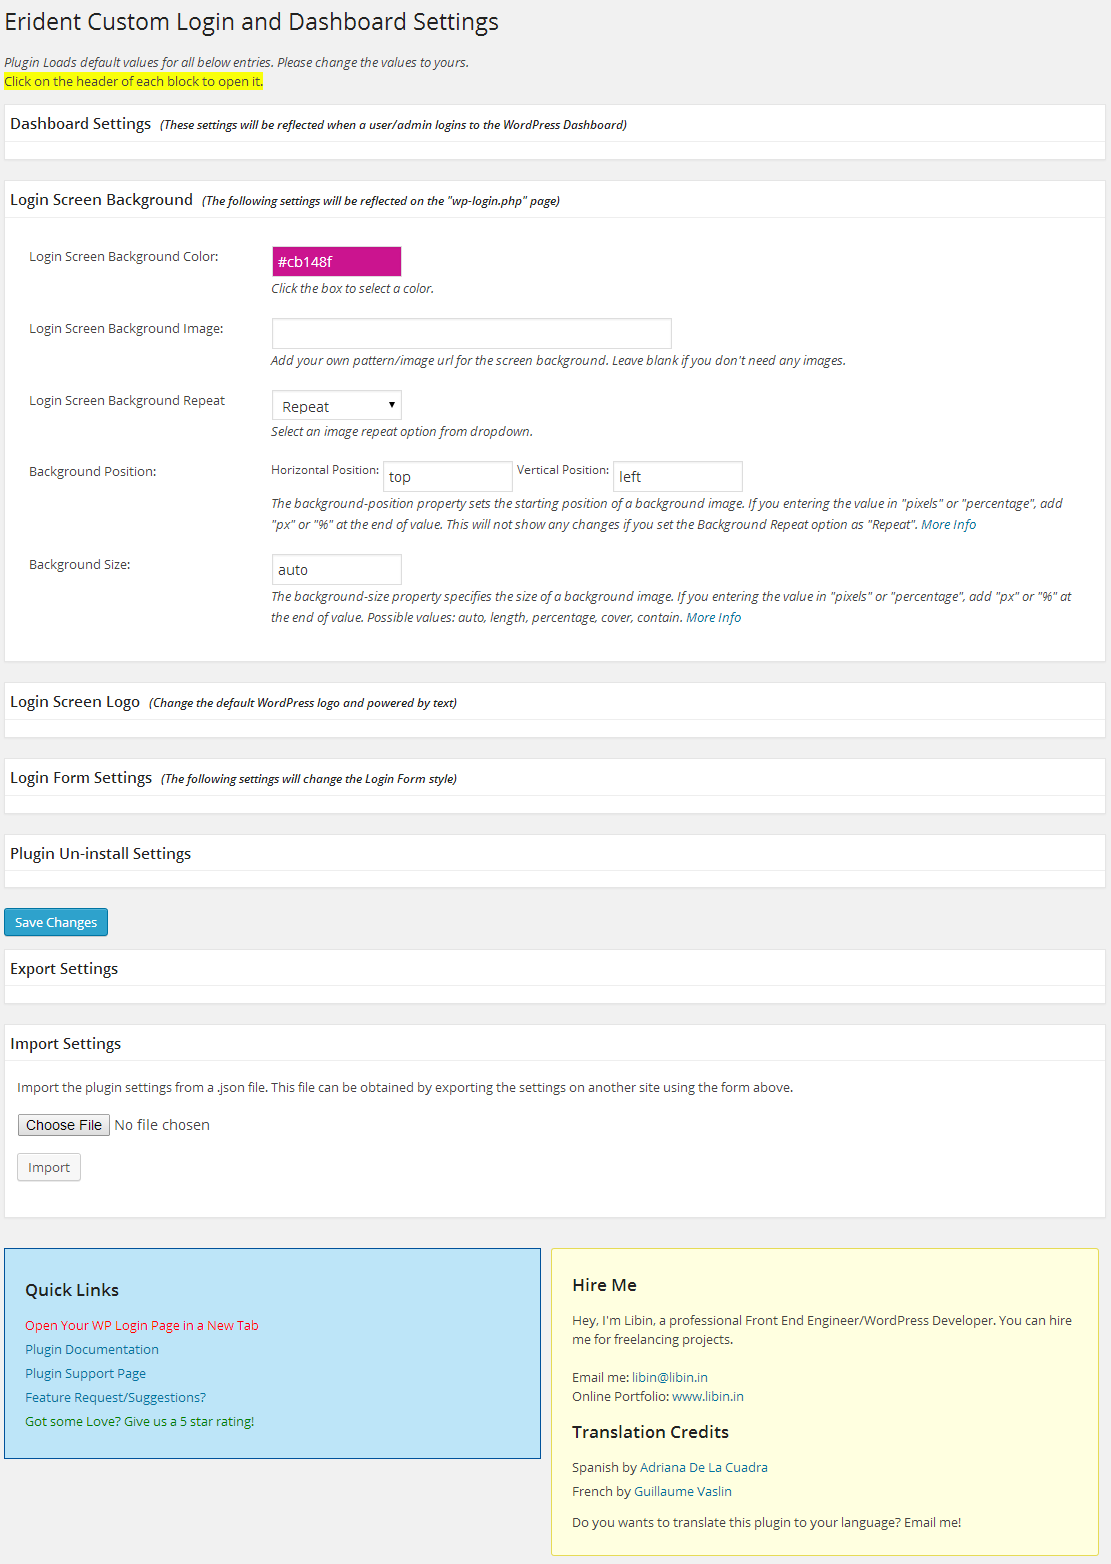 Erident Custom Login and Dashboard Settings
Plugin Loads default values for all below entries. Please change the values to yours.
Click on the header of each block to open it.
Dashboard Settings (These settings will be reflected when a user/admin logins to the WordPress Dashboard)
Login Screen Background (The following settings will be reflected on the "wp-login.php" page)
Login Screen Background Color:
#cb148f
Click the box to select a color.
Login Screen Background Image:
Add your own pattern/image url for the screen background. Leave blank if you don't need any images.
Login Screen Background Repeat
Repeat
Select an image repeat option from dropdown.
Background Position:
Horizontal Position: top Vertical Position: left
The background-position property sets the starting position of a background image. If you entering the value in "pixels" or "percentage", add
"px" or "%" at the end of value. This will not show any changes if you set the Background Repeat option as "Repeat". More Info
Background Size:
auto
The background-size property specifies the size of a background image. If you entering the value in "pixels" or "percentage", add "px" or "%" at
the end of value. Possible values: auto, length, percentage, cover, contain. More Info
Login Screen Logo (Change the default WordPress logo and powered by text)
Login Form Settings (The following settings will change the Login Form style)
Plugin Un-install Settings
Save Changes
Export Settings
Import Settings
Import the plugin settings from a .json file. This file can be obtained by exporting the settings on another site using the form above.
Choose File No file chosen
Import
Quick Links
Open Your WP Login Page in a New Tab
Plugin Documentation
Plugin Support Page
Feature Request/Suggestions?
Got some Love? Give us a 5 star rating!
Hire Me
Hey, I'm Libin, a professional Front End Engineer/WordPress Developer. You can hire
me for freelancing projects.
Email me: libin@libin.in
Online Portfolio: www.libin.in
Translation Credits
Spanish by Adriana De La Cuadra
French by Guillaume Vaslin
Do you wants to translate this plugin to your language? Email me!